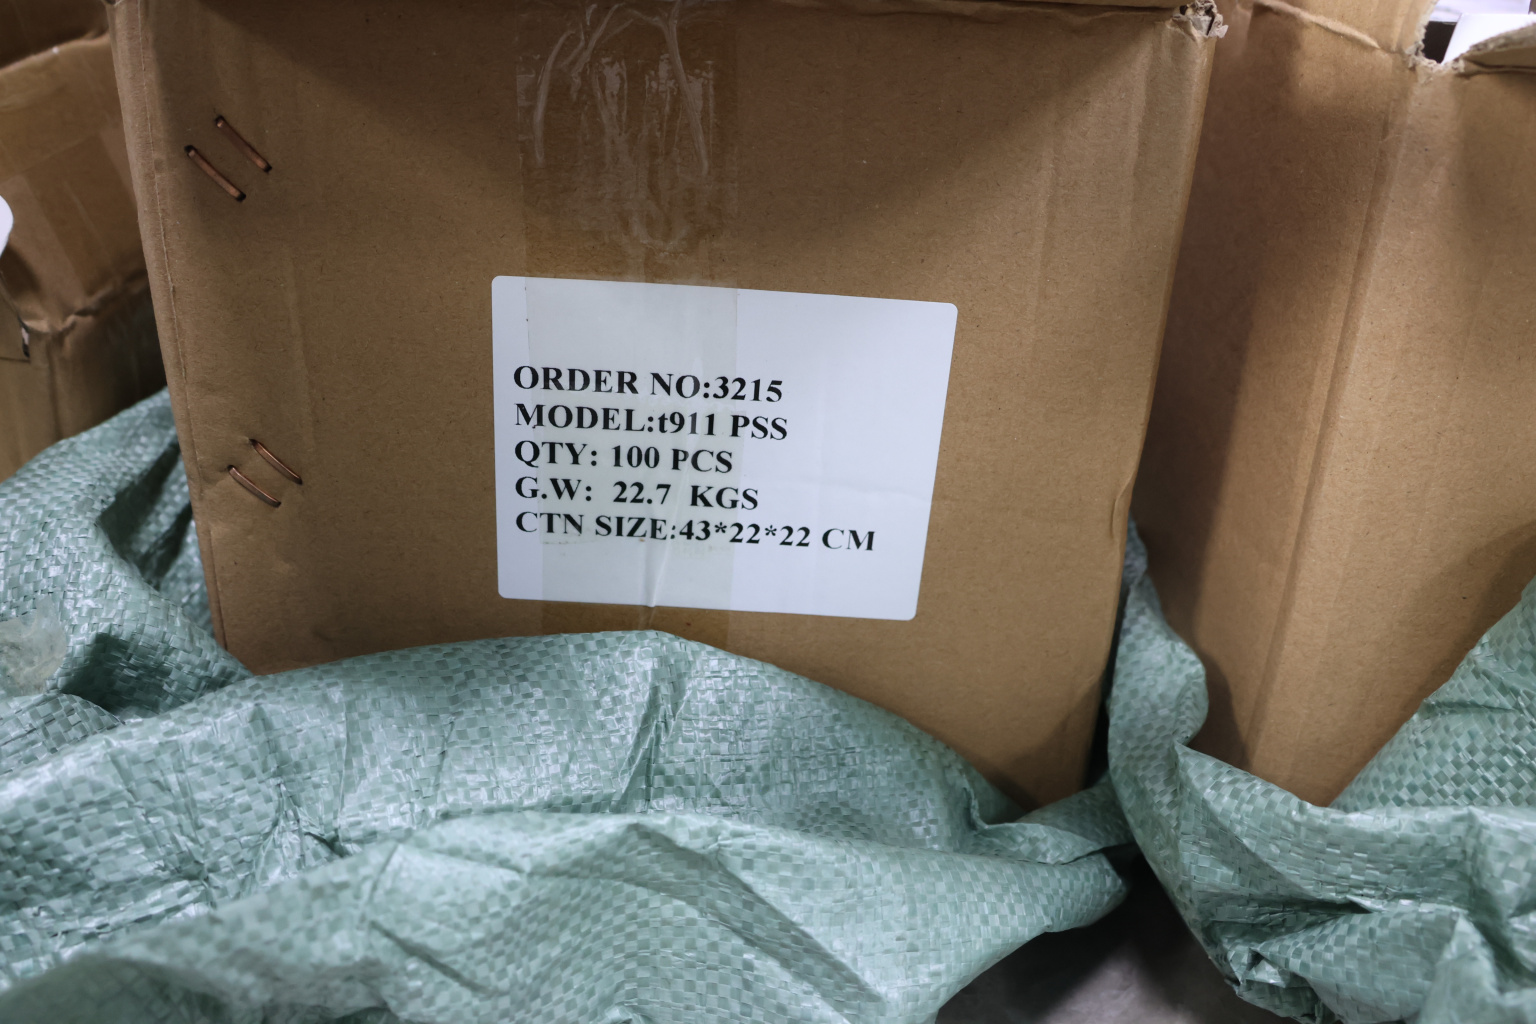 ORDER NO:3215
MODEL:t911 PSS
QTY: 100 PCS
G.W:  22.7  KGS
CTN SIZE:43*22*22 CM